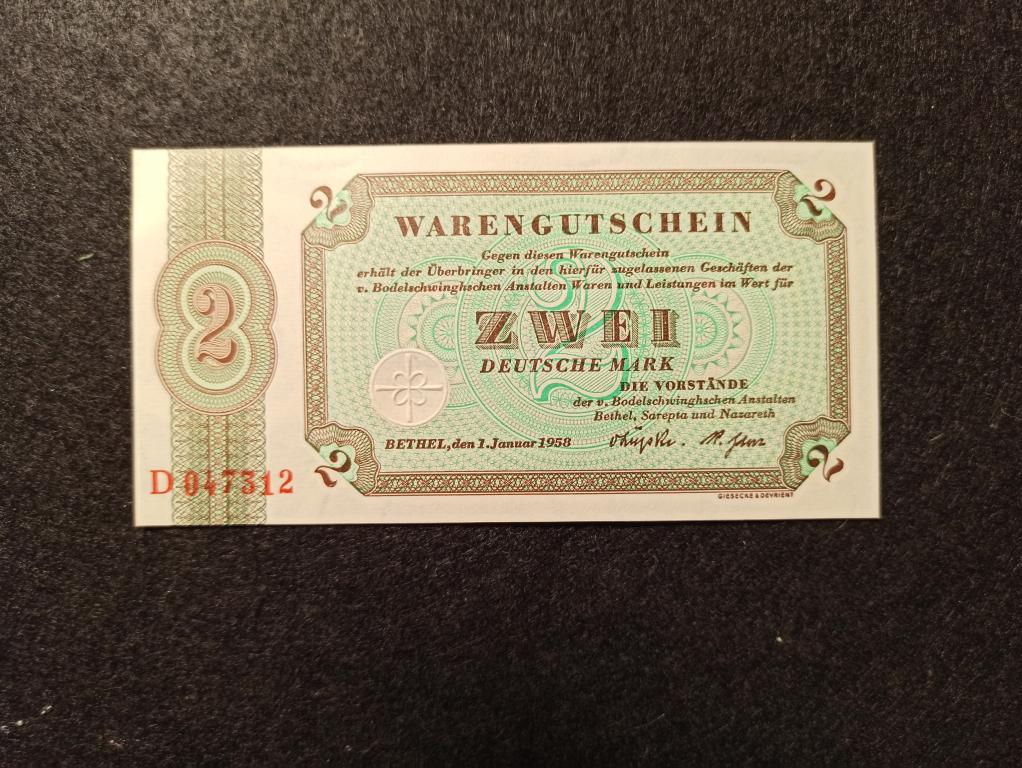 2 2
WARENGUTSCHEIN
Gegen diesen Warengutschein
erhält der Überbringer in den hierfür zugelassenen Geschäften der
v. Bodelschwinghschen Anstalten Waren und Leistungen im Wert für
2
2
ZWEI
DEUTSCHE MARK
DIE VORSTÄNDE
der v. Bodelschwinghschen Anstalten
Bethel, Sarepta und Nazareth
BETHEL, den 1. Januar 1958
2 2
D 047312
GIESECKE & DEVRIENT